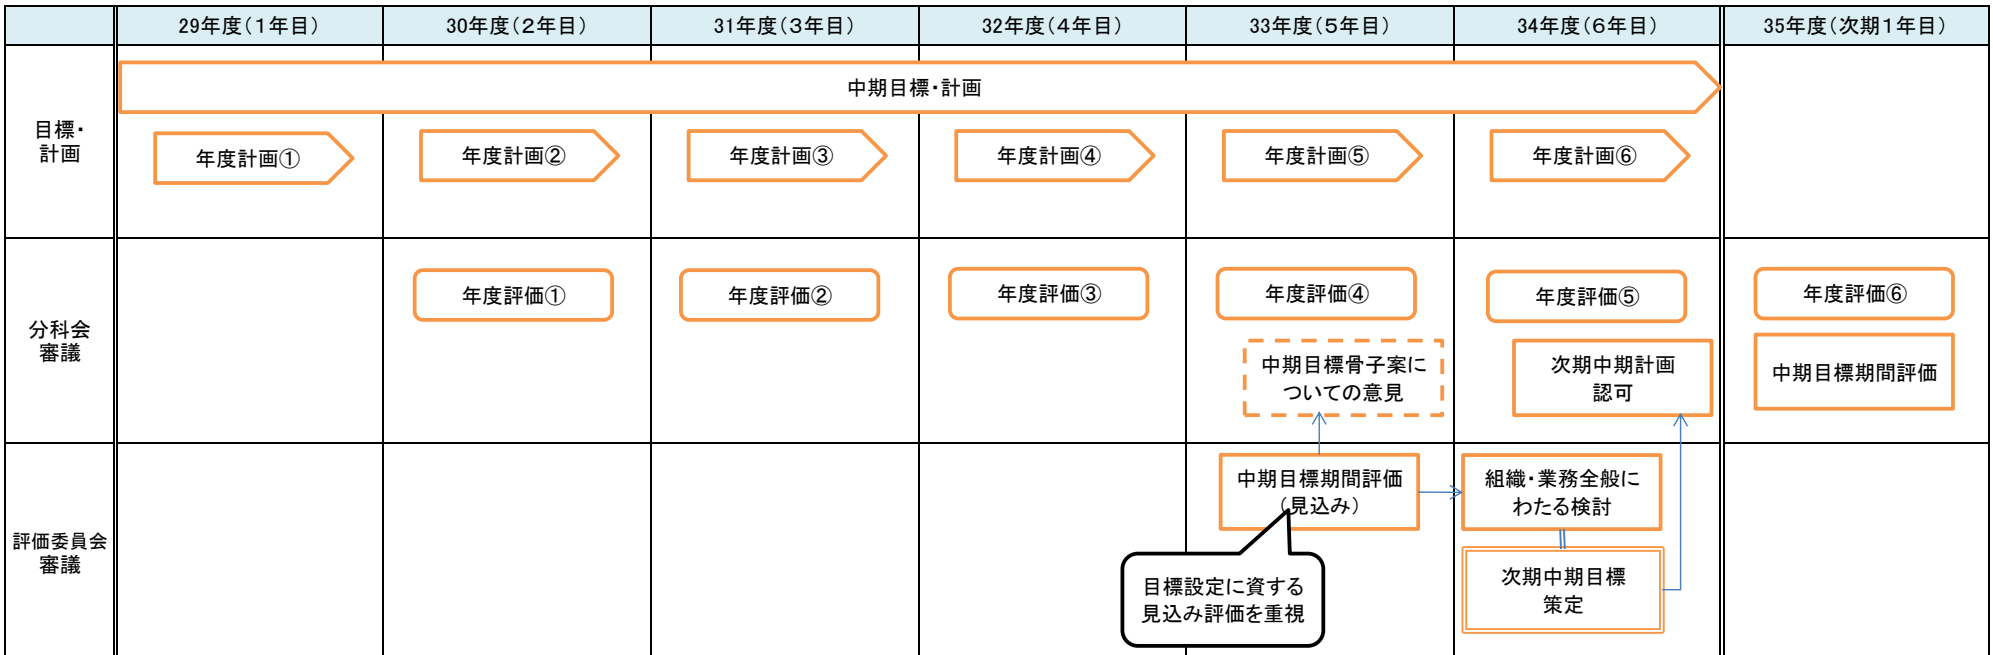 29年度（１年目）
30年度（２年目）
31年度（３年目）
32年度（４年目）
33年度（５年目）
34年度（６年目）
35年度（次期１年目）
目標・
計画
中期目標・計画
年度計画①
年度計画②
年度計画③
年度計画④
年度計画⑤
年度計画⑥
分科会
審議
年度評価①
年度評価②
年度評価③
年度評価④
年度評価⑤
年度評価⑥
中期目標骨子案に
ついての意見
次期中期計画
認可
中期目標期間評価
評価委員会
審議
中期目標期間評価
（見込み）
組織・業務全般に
わたる検討
目標設定に資する
見込み評価を重視
次期中期目標
策定